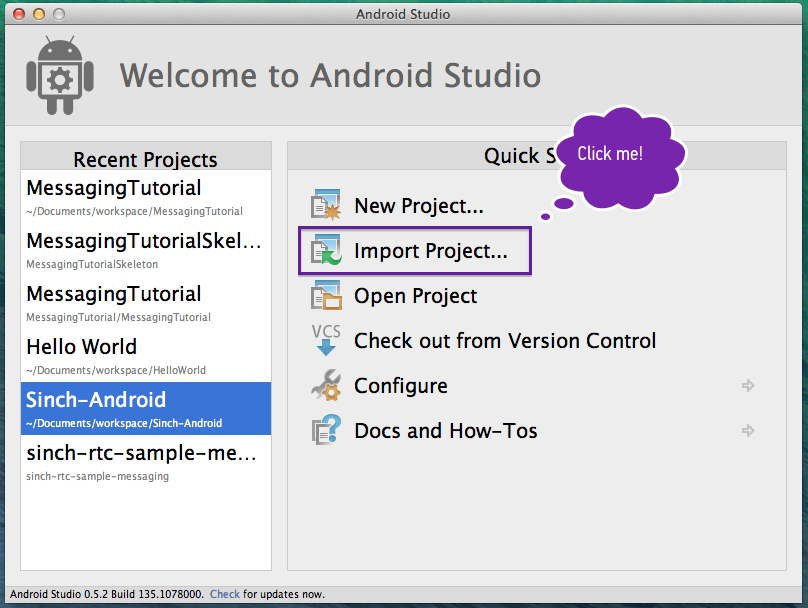 Android Studio
Welcome to Android Studio
Recent Projects
MessagingTutorial
~/Documents/workspace/MessagingTutorial
MessagingTutorialSkel...
MessagingTutorialSkeleton
MessagingTutorial
MessagingTutorial/MessagingTutorial
Hello World
~/Documents/workspace/HelloWorld
Sinch-Android
~/Documents/workspace/Sinch-Android
sinch-rtc-sample-me...
sinch-rtc-sample-messaging
Quick S
Click me!
New Project...
Import Project...
Open Project
VCS
Check out from Version Control
Configure
Docs and How-Tos
Android Studio 0.5.2 Build 135.1078000. Check for updates now.